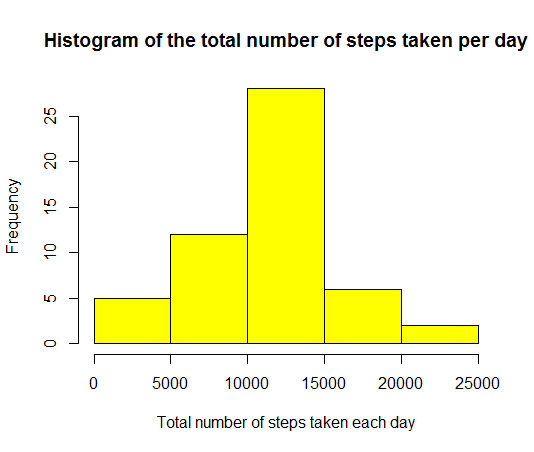 Histogram of the total number of steps taken per day
Frequency
25
20
15
10
5
0
0 5000 10000 15000 20000 25000
Total number of steps taken each day